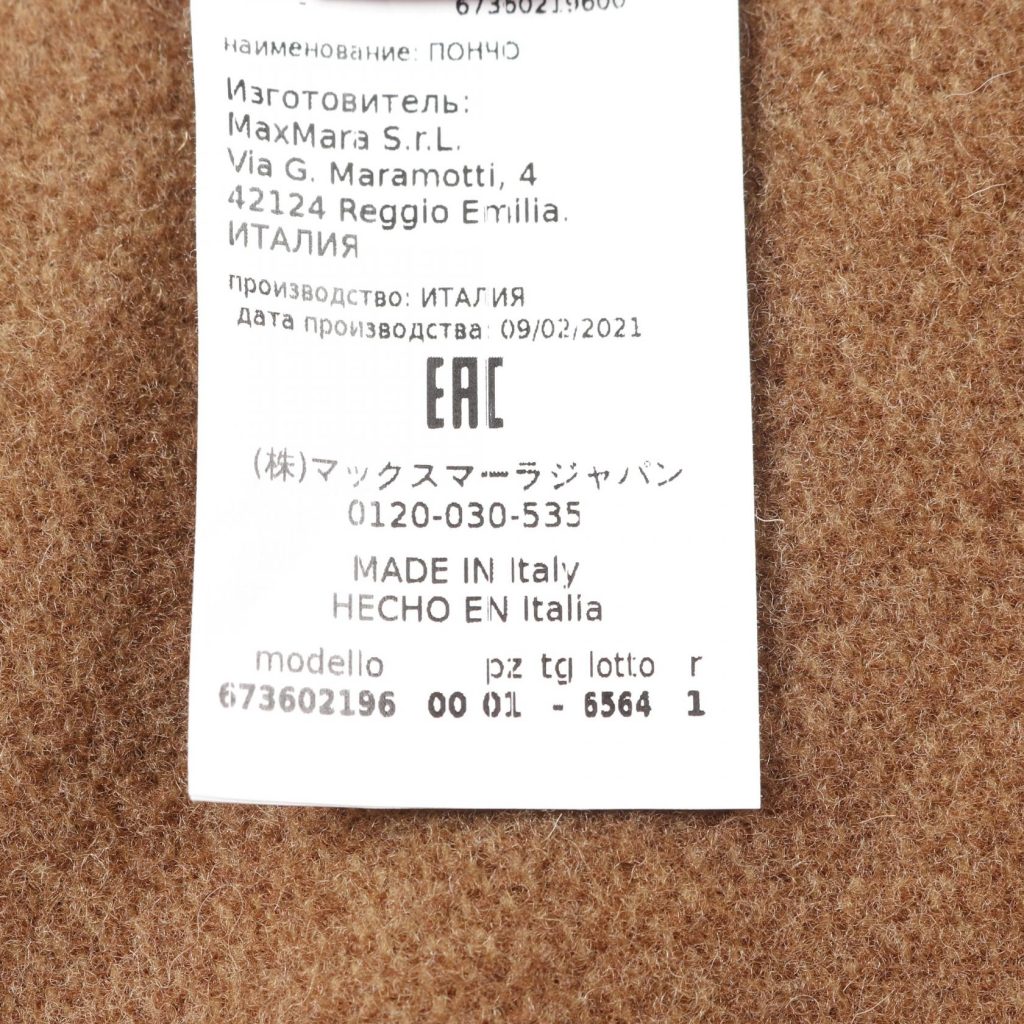 67360219600
наименование: ПОНЧО
Изготовитель:
MaxMara S.r.L.
Via G. Maramotti, 4
42124 Reggio Emilia.
ИТАЛИЯ
производство: ИТАЛИЯ
дата производства: 09/02/2021
EAC
(株)マックスマーラジャパン
0120-030-535
MADE IN Italy
HECHO EN Italia
modello pz tg lotto r
673602196 00 01 - 6564 1